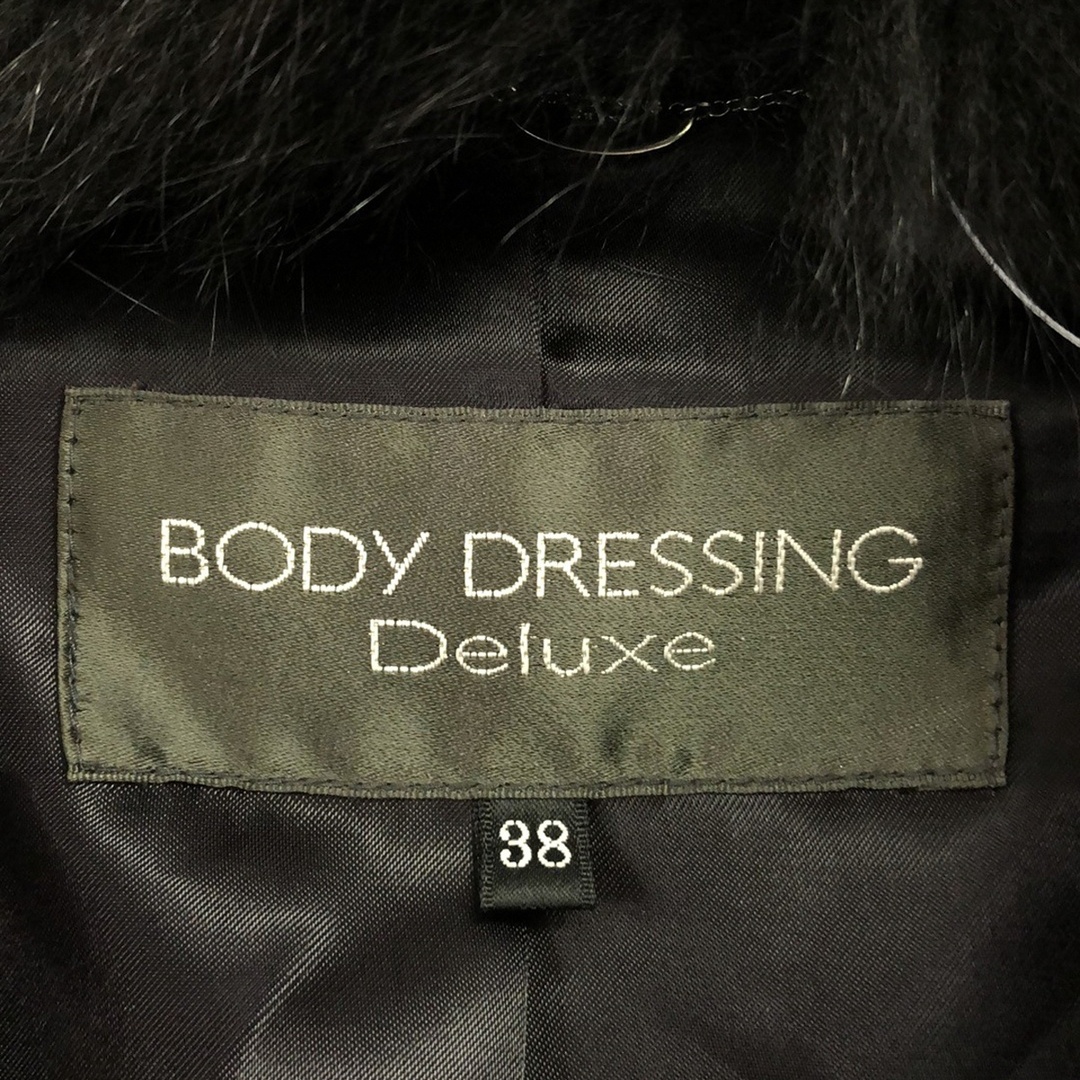 BODY DRESSING
Deluxe
38